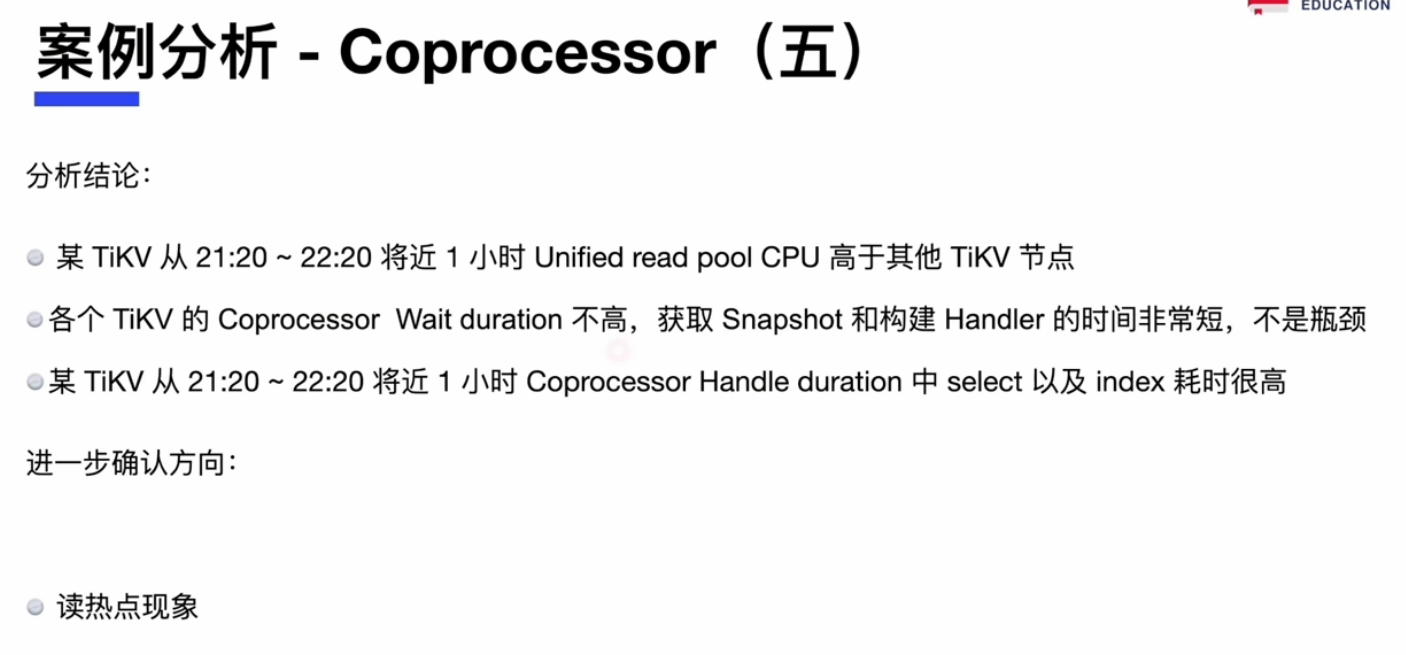 EDUCATION
案例分析 - Coprocessor（五）
分析结论：
某 TiKV 从 21:20 ~ 22:20 将近 1 小时 Unified read pool CPU 高于其他 TiKV 节点
各个 TiKV 的 Coprocessor Wait duration 不高，获取 Snapshot 和构建 Handler 的时间非常短，不是瓶颈
某 TiKV 从 21:20 ~ 22:20 将近 1 小时 Coprocessor Handle duration 中 select 以及 index 耗时很高
进一步确认方向：
读热点现象